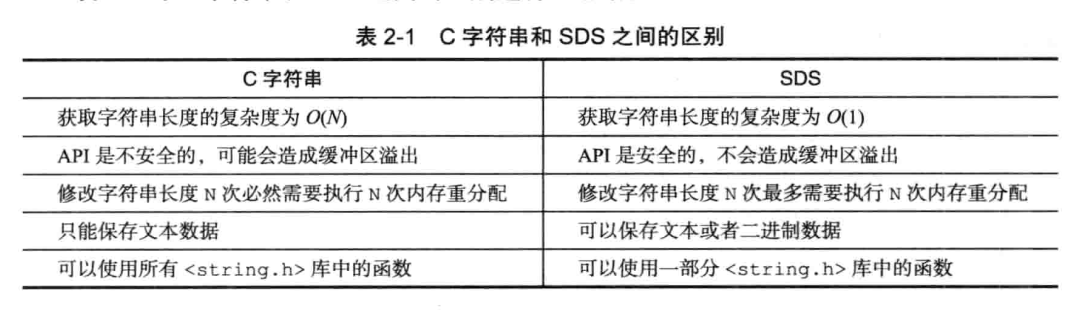 表 2-1 C 字符串和 SDS 之间的区别
C 字符串 SDS
获取字符串长度的复杂度为 O(N) 获取字符串长度的复杂度为 O(1)
API 是不安全的，可能会造成缓冲区溢出 API 是安全的，不会造成缓冲区溢出
修改字符串长度 N 次必然需要执行 N 次内存重分配 修改字符串长度 N 次最多需要执行 N 次内存重分配
只能保存文本数据 可以保存文本或者二进制数据
可以使用所有 <string.h> 库中的函数 可以使用一部分 <string.h> 库中的函数